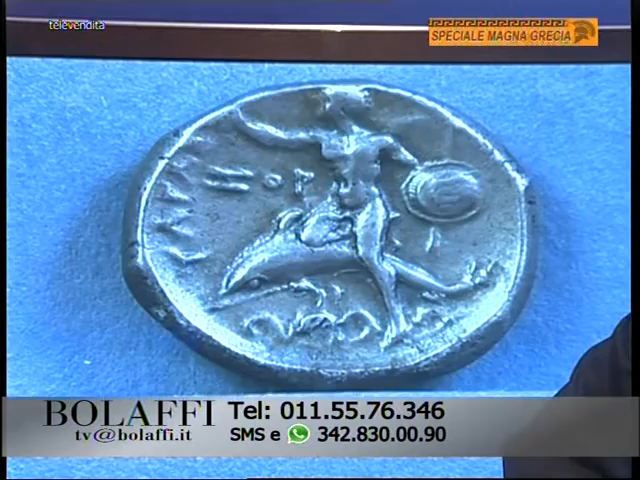 televendita
SPECIALE MAGNA GRECIA
BOLAFFI
tv@bolaffi.it
Tel: 011.55.76.346
SMS e 342.830.00.90